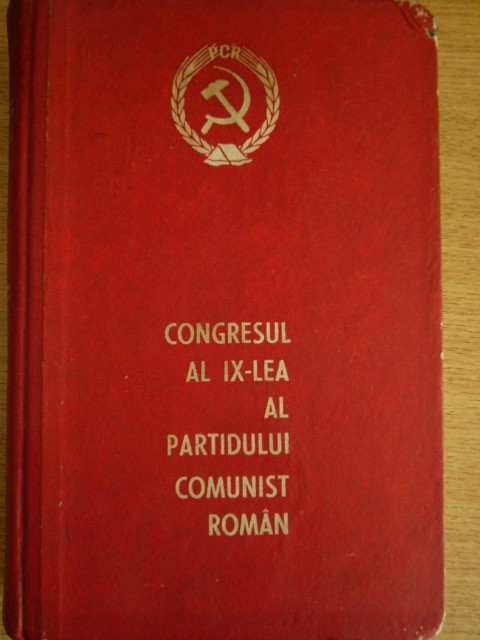 PCR
CONGRESUL
AL IX-LEA
AL
PARTIDULUI
COMUNIST
ROMÂN